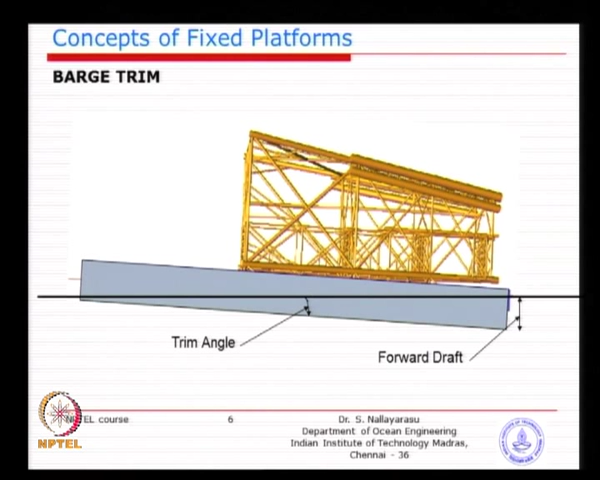 Concepts of Fixed Platforms
BARGE TRIM
Trim Angle
Forward Draft
NPTEL course
6
Dr. S. Nallayarasu
Department of Ocean Engineering
Indian Institute of Technology Madras,
Chennai - 36
NPTEL